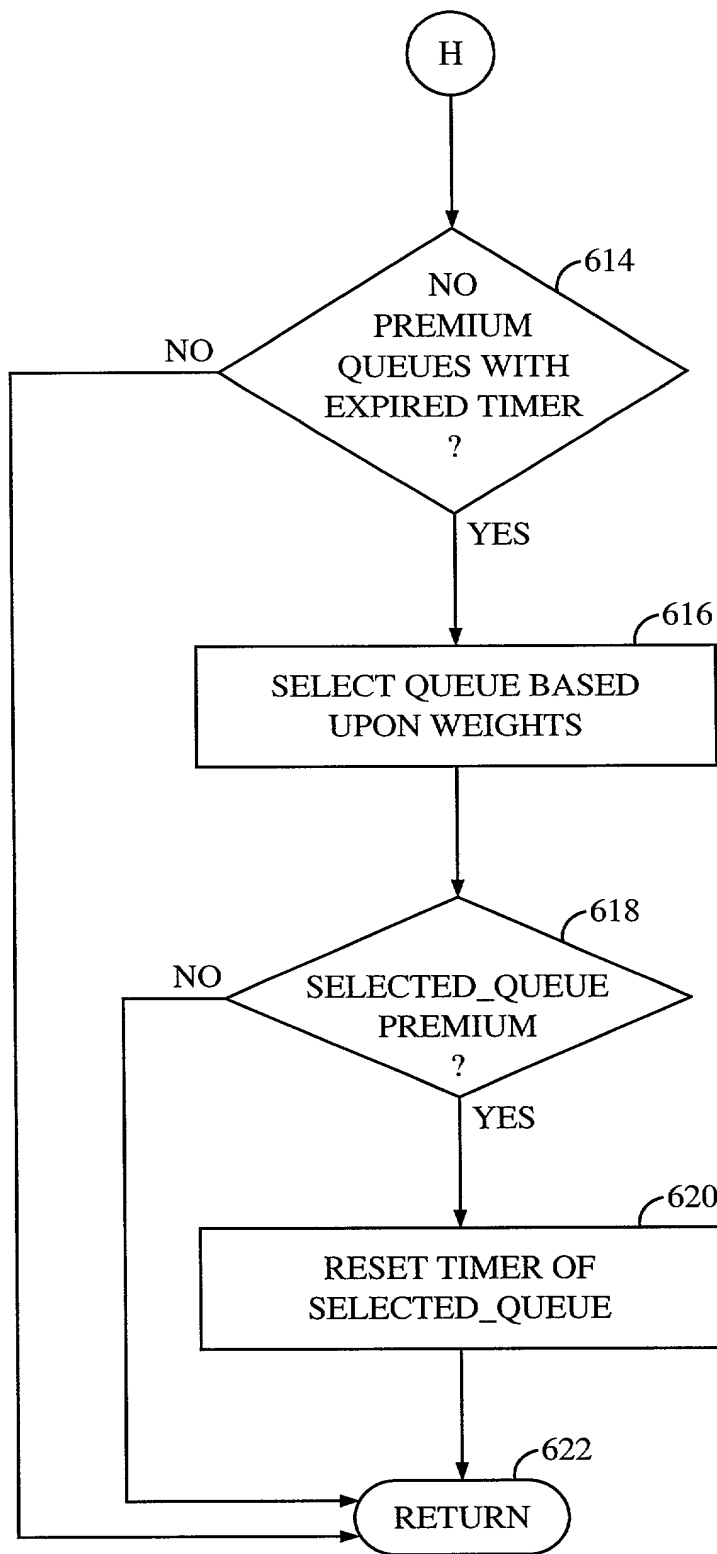 H
614
NO
PREMIUM
QUEUES WITH
EXPIRED TIMER
?
NO
YES
616
SELECT QUEUE BASED
UPON WEIGHTS
618
NO
SELECTED_QUEUE
PREMIUM
?
YES
620
RESET TIMER OF
SELECTED_QUEUE
622
RETURN